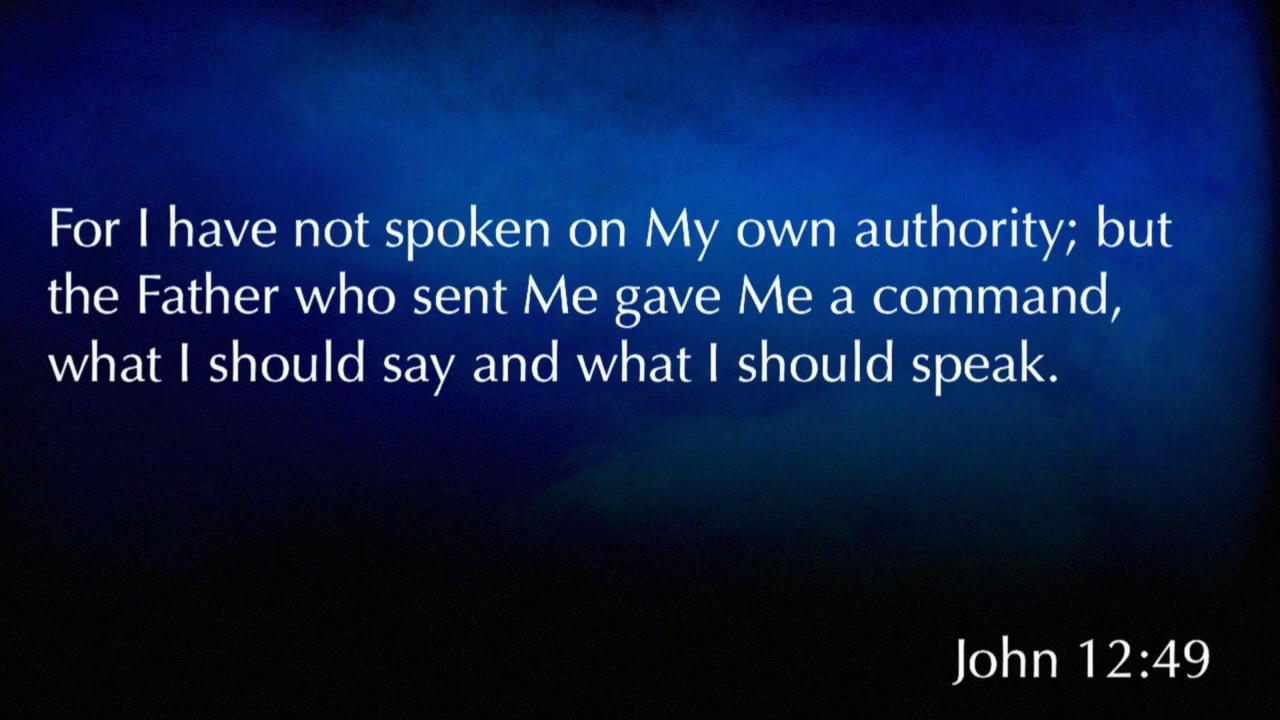 For I have not spoken on My own authority; but
the Father who sent Me gave Me a command,
what I should say and what I should speak.
John 12:49